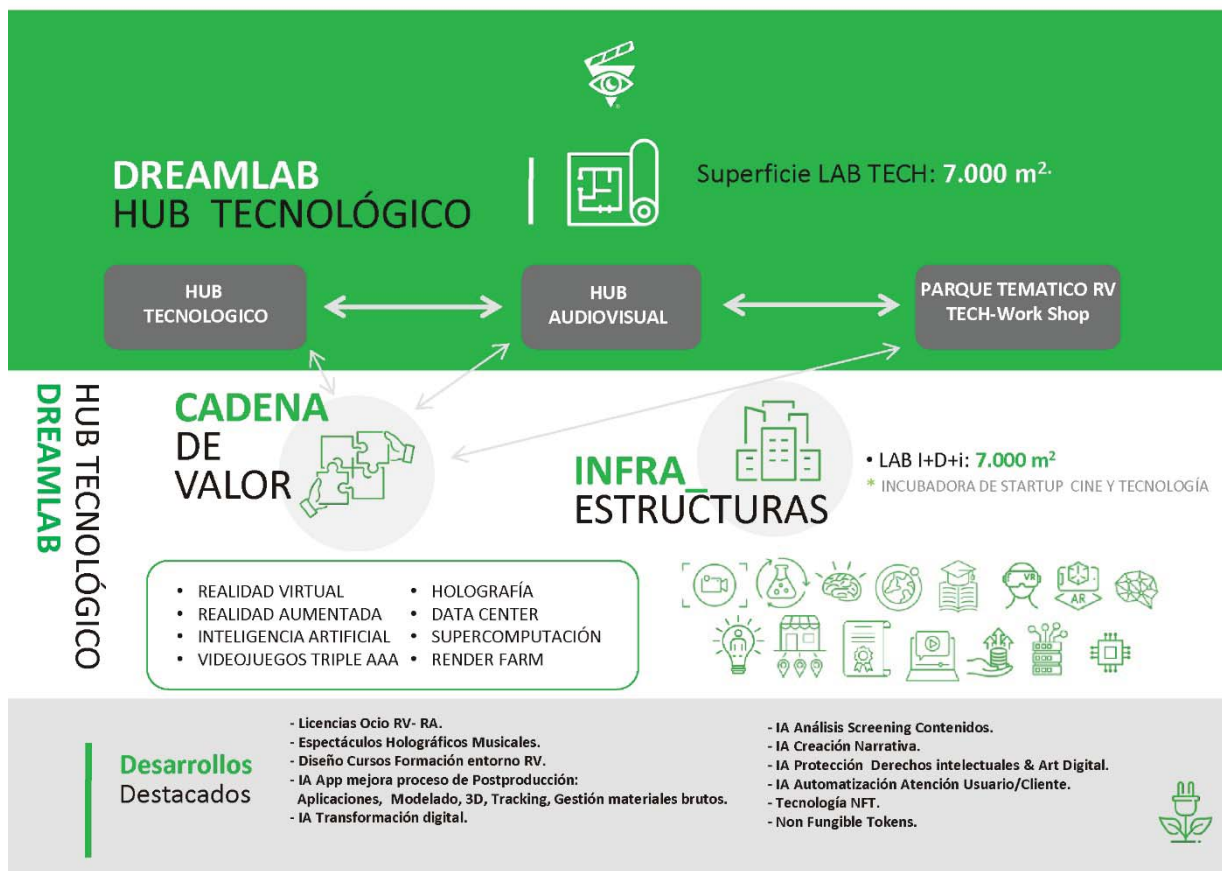 DREAMLAB
HUB TECNOLÓGICO
Superficie LAB TECH: 7.000 m².
HUB
TECNOLOGICO
HUB
AUDIOVISUAL
PARQUE TEMATICO RV
TECH-Work Shop
HUB TECNOLÓGICO
DREAMLAB
CADENA
DE
VALOR
INFRA_
ESTRUCTURAS
• LAB I+D+i: 7.000 m²
* INCUBADORA DE STARTUP CINE Y TECNOLOGÍA
• REALIDAD VIRTUAL
• REALIDAD AUMENTADA
• INTELIGENCIA ARTIFICIAL
• VIDEOJUEGOS TRIPLE AAA
• HOLOGRAFÍA
• DATA CENTER
• SUPERCOMPUTACIÓN
• RENDER FARM
VR
AR
Desarrollos
Destacados
- Licencias Ocio RV- RA.
- Espectáculos Holográficos Musicales.
- Diseño Cursos Formación entorno RV.
- IA App mejora proceso de Postproducción:
Aplicaciones, Modelado, 3D, Tracking, Gestión materiales brutos.
- IA Transformación digital.
- IA Análisis Screening Contenidos.
- IA Creación Narrativa.
- IA Protección Derechos intelectuales & Art Digital.
- IA Automatización Atención Usuario/Cliente.
- Tecnología NFT.
- Non Fungible Tokens.